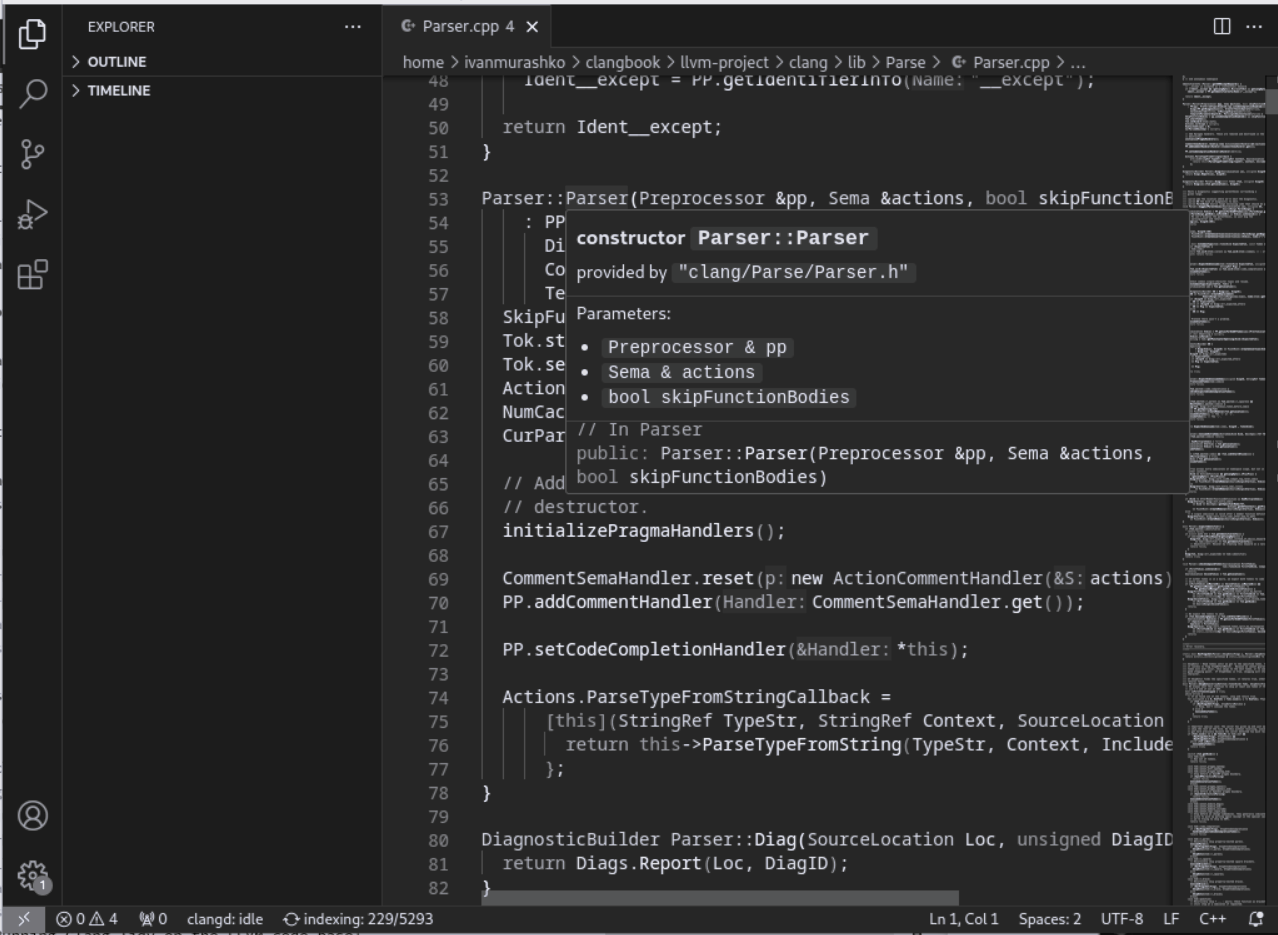 EXPLORER
OUTLINE
TIMELINE
Parser.cpp 4
home > ivanmurashko > clangbook > llvm-project > clang > lib > Parse > Parser.cpp > ...
48 Ident__except = PP.getIdentifierInfo(Name: "__except");
49
50 return Ident__except;
51 }
52
53 Parser::Parser(Preprocessor &pp, Sema &actions, bool skipFunctionB
54 : PP
55 Di
56 Co
57 Te
58 SkipFu
59 Tok.st
60 Tok.se
61 Action
62 NumCac
63 CurPar
64
65 // Add
66 // destructor.
67 initializePragmaHandlers();
68
69 CommentSemaHandler.reset(p: new ActionCommentHandler(&S: actions)
70 PP.addCommentHandler(Handler: CommentSemaHandler.get());
71
72 PP.setCodeCompletionHandler(&Handler: *this);
73
74 Actions.ParseTypeFromStringCallback =
75 [this](StringRef TypeStr, StringRef Context, SourceLocation
76 return this->ParseTypeFromString(TypeStr, Context, Include
77 };
78 }
79
80 DiagnosticBuilder Parser::Diag(SourceLocation Loc, unsigned DiagID
81 return Diags.Report(Loc, DiagID);
82 }
constructor Parser::Parser
provided by "clang/Parse/Parser.h"
Parameters:
• Preprocessor & pp
• Sema & actions
• bool skipFunctionBodies
// In Parser
public: Parser::Parser(Preprocessor &pp, Sema &actions,
bool skipFunctionBodies)
1
0 4 0 clangd: idle indexing: 229/5293 Ln 1, Col 1 Spaces: 2 UTF-8 LF C++